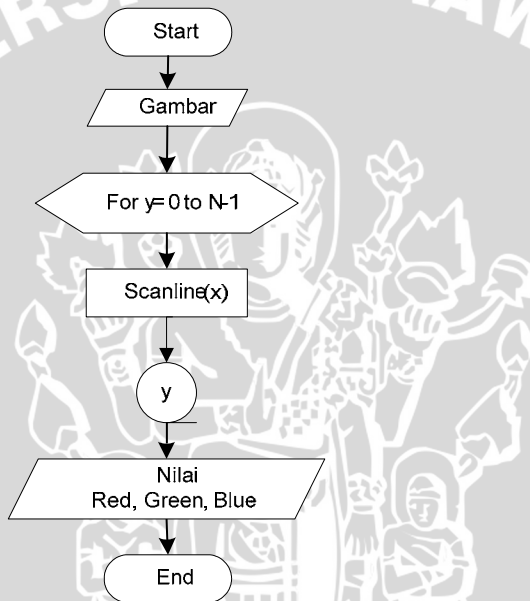 Start
Gambar
For y= 0 to N-1
Scanline(x)
y
Nilai
Red, Green, Blue
End